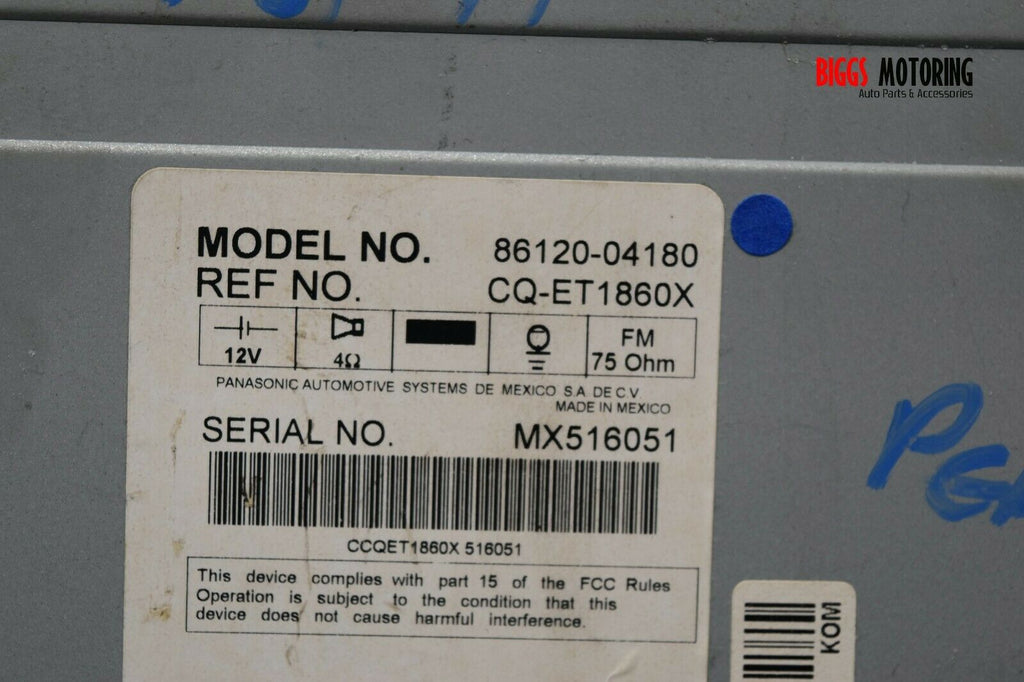 BIGGS MOTORING
Auto Parts & Accessories
MODEL NO. 86120-04180
REF NO. CQ-ET1860X
12V 4Ω FM 75 Ohm
PANASONIC AUTOMOTIVE SYSTEMS DE MEXICO S.A. DE C.V.
MADE IN MEXICO
SERIAL NO. MX516051
CCQET1860X 516051
This device complies with part 15 of the FCC Rules
Operation is subject to the condition that this
device does not cause harmful interference.
KOM